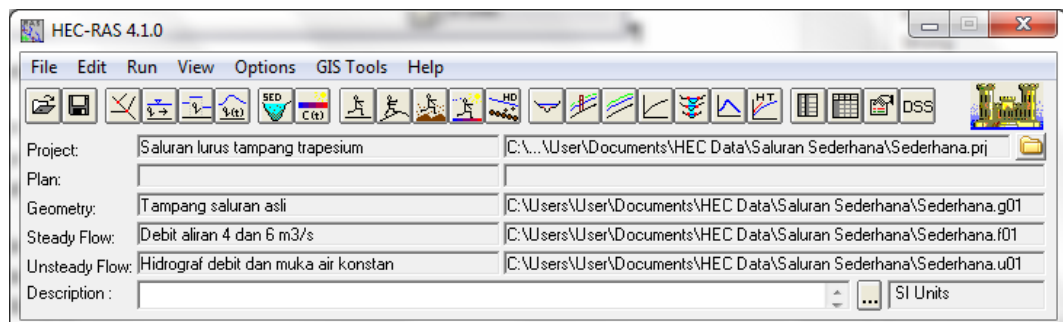 HEC-RAS 4.1.0
File Edit Run View Options GIS Tools Help
SED C(t) HD HT DSS
Project: Saluran lurus tampang trapesium C:\...\User\Documents\HEC Data\Saluran Sederhana\Sederhana.prj
Plan:
Geometry: Tampang saluran asli C:\Users\User\Documents\HEC Data\Saluran Sederhana\Sederhana.g01
Steady Flow: Debit aliran 4 dan 6 m3/s C:\Users\User\Documents\HEC Data\Saluran Sederhana\Sederhana.f01
Unsteady Flow: Hidrograf debit dan muka air konstan C:\Users\User\Documents\HEC Data\Saluran Sederhana\Sederhana.u01
Description : ... SI Units